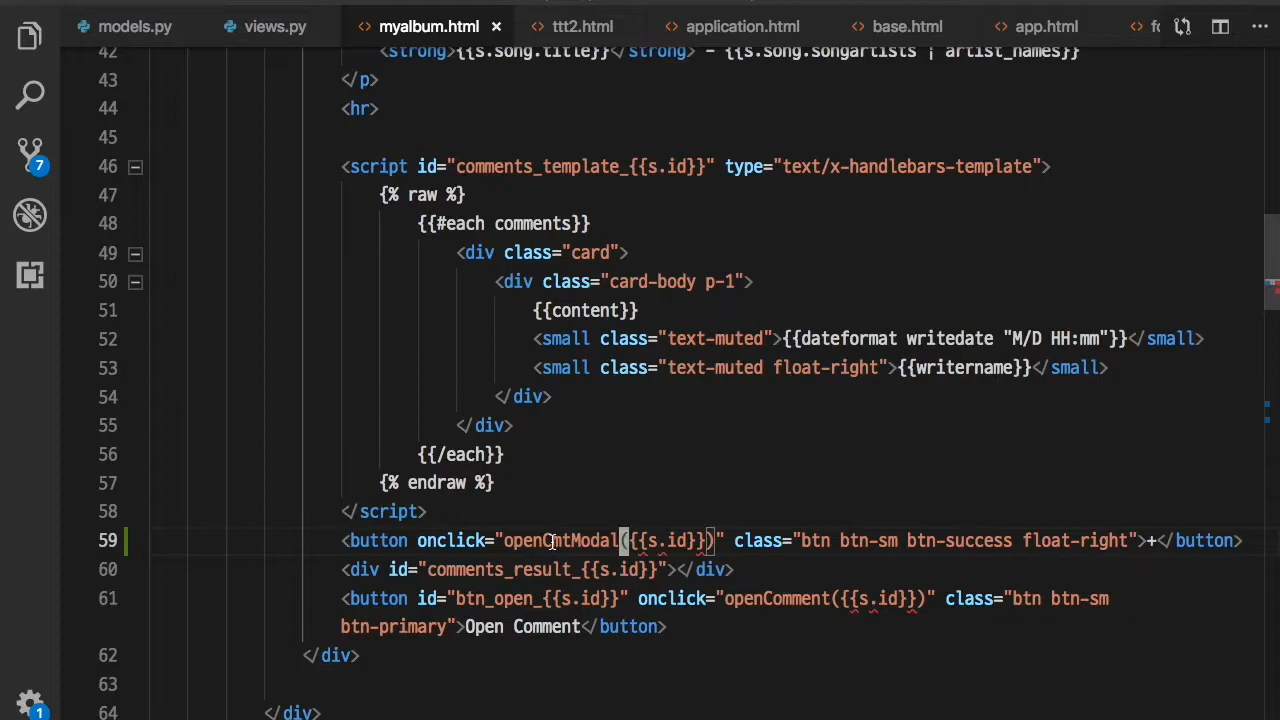 models.py views.py myalbum.html ttt2.html application.html base.html app.html
42 <strong>{{s.song.title}}</strong> - {{s.song.songartists | artist_names}}
43 </p>
44 <hr>
45
46 <script id="comments_template_{{s.id}}" type="text/x-handlebars-template">
47 {% raw %}
48 {{#each comments}}
49 <div class="card">
50 <div class="card-body p-1">
51 {{content}}
52 <small class="text-muted">{{dateformat writedate "M/D HH:mm"}}</small>
53 <small class="text-muted float-right">{{writername}}</small>
54 </div>
55 </div>
56 {{/each}}
57 {% endraw %}
58 </script>
59 <button onclick="openCmtModal({{s.id}})" class="btn btn-sm btn-success float-right">+</button>
60 <div id="comments_result_{{s.id}}"></div>
61 <button id="btn_open_{{s.id}}" onclick="openComment({{s.id}})" class="btn btn-sm
btn-primary">Open Comment</button>
62 </div>
63
64 </div>
7
1